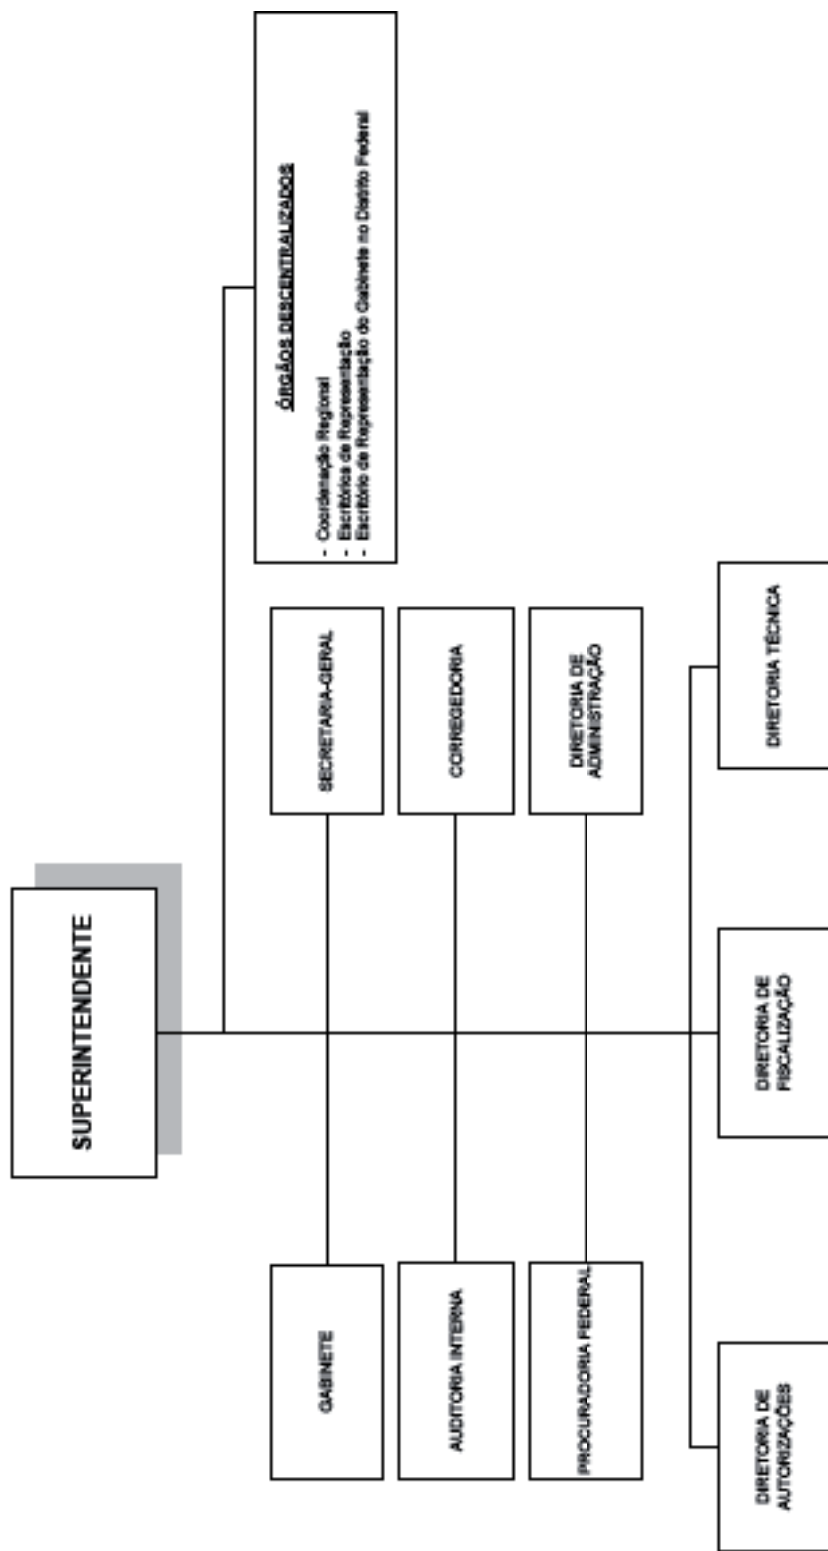 SUPERINTENDENTE
ÓRGÃOS DESCENTRALIZADOS
- Coordenação Regional
- Escritórios de Representação
- Escritório de Representação do Gabinete no Distrito Federal
GABINETE
SECRETARIA-GERAL
AUDITORIA INTERNA
CORREGEDORIA
PROCURADORIA FEDERAL
DIRETORIA DE
ADMINISTRAÇÃO
DIRETORIA DE
AUTORIZAÇÕES
DIRETORIA DE
FISCALIZAÇÃO
DIRETORIA TÉCNICA